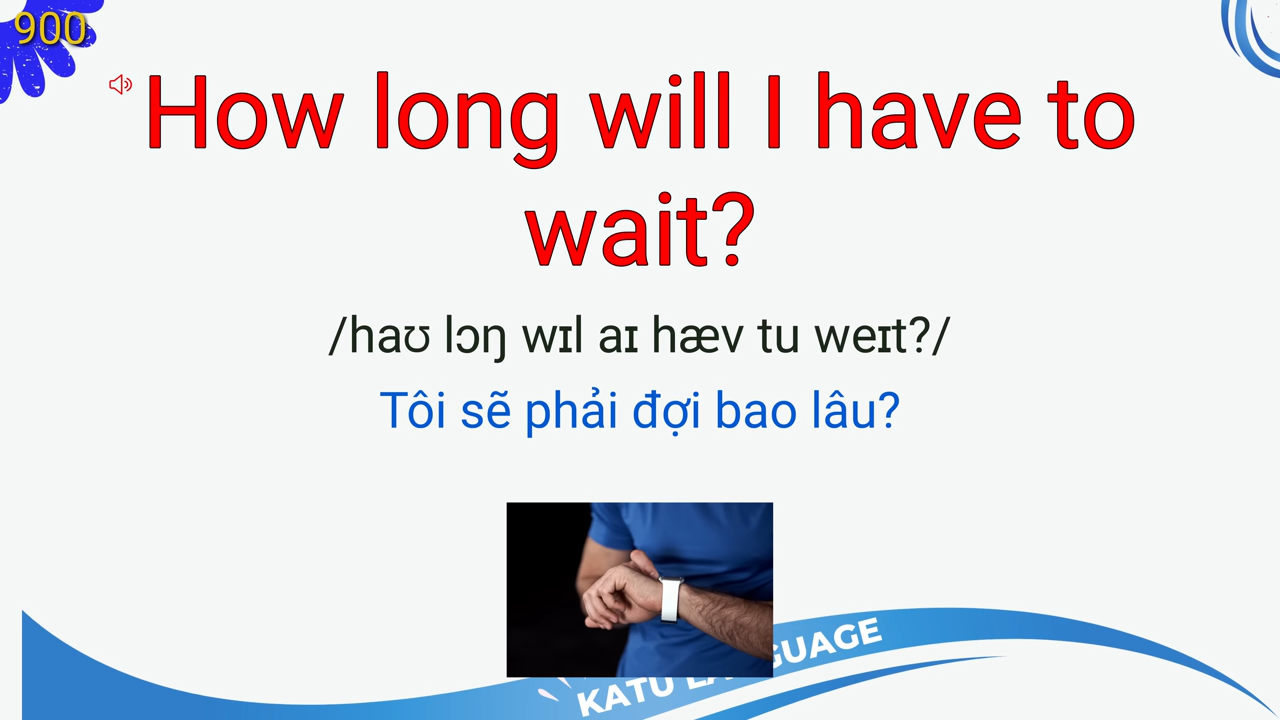 900
How long will I have to
wait?
/haʊ lɔŋ wɪl aɪ hæv tu weɪt?/
Tôi sẽ phải đợi bao lâu?
KATU